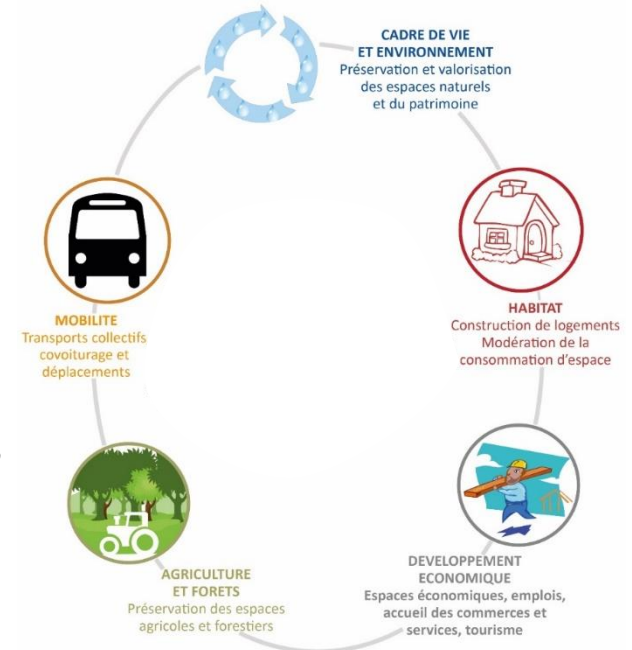 CADRE DE VIE
ET ENVIRONNEMENT
Préservation et valorisation
des espaces naturels
et du patrimoine
HABITAT
Construction de logements
Modération de la
consommation d'espace
DEVELOPPEMENT
ECONOMIQUE
Espaces économiques, emplois,
accueil des commerces et
services, tourisme
AGRICULTURE
ET FORETS
Préservation des espaces
agricoles et forestiers
MOBILITE
Transports collectifs
covoiturage et
déplacements